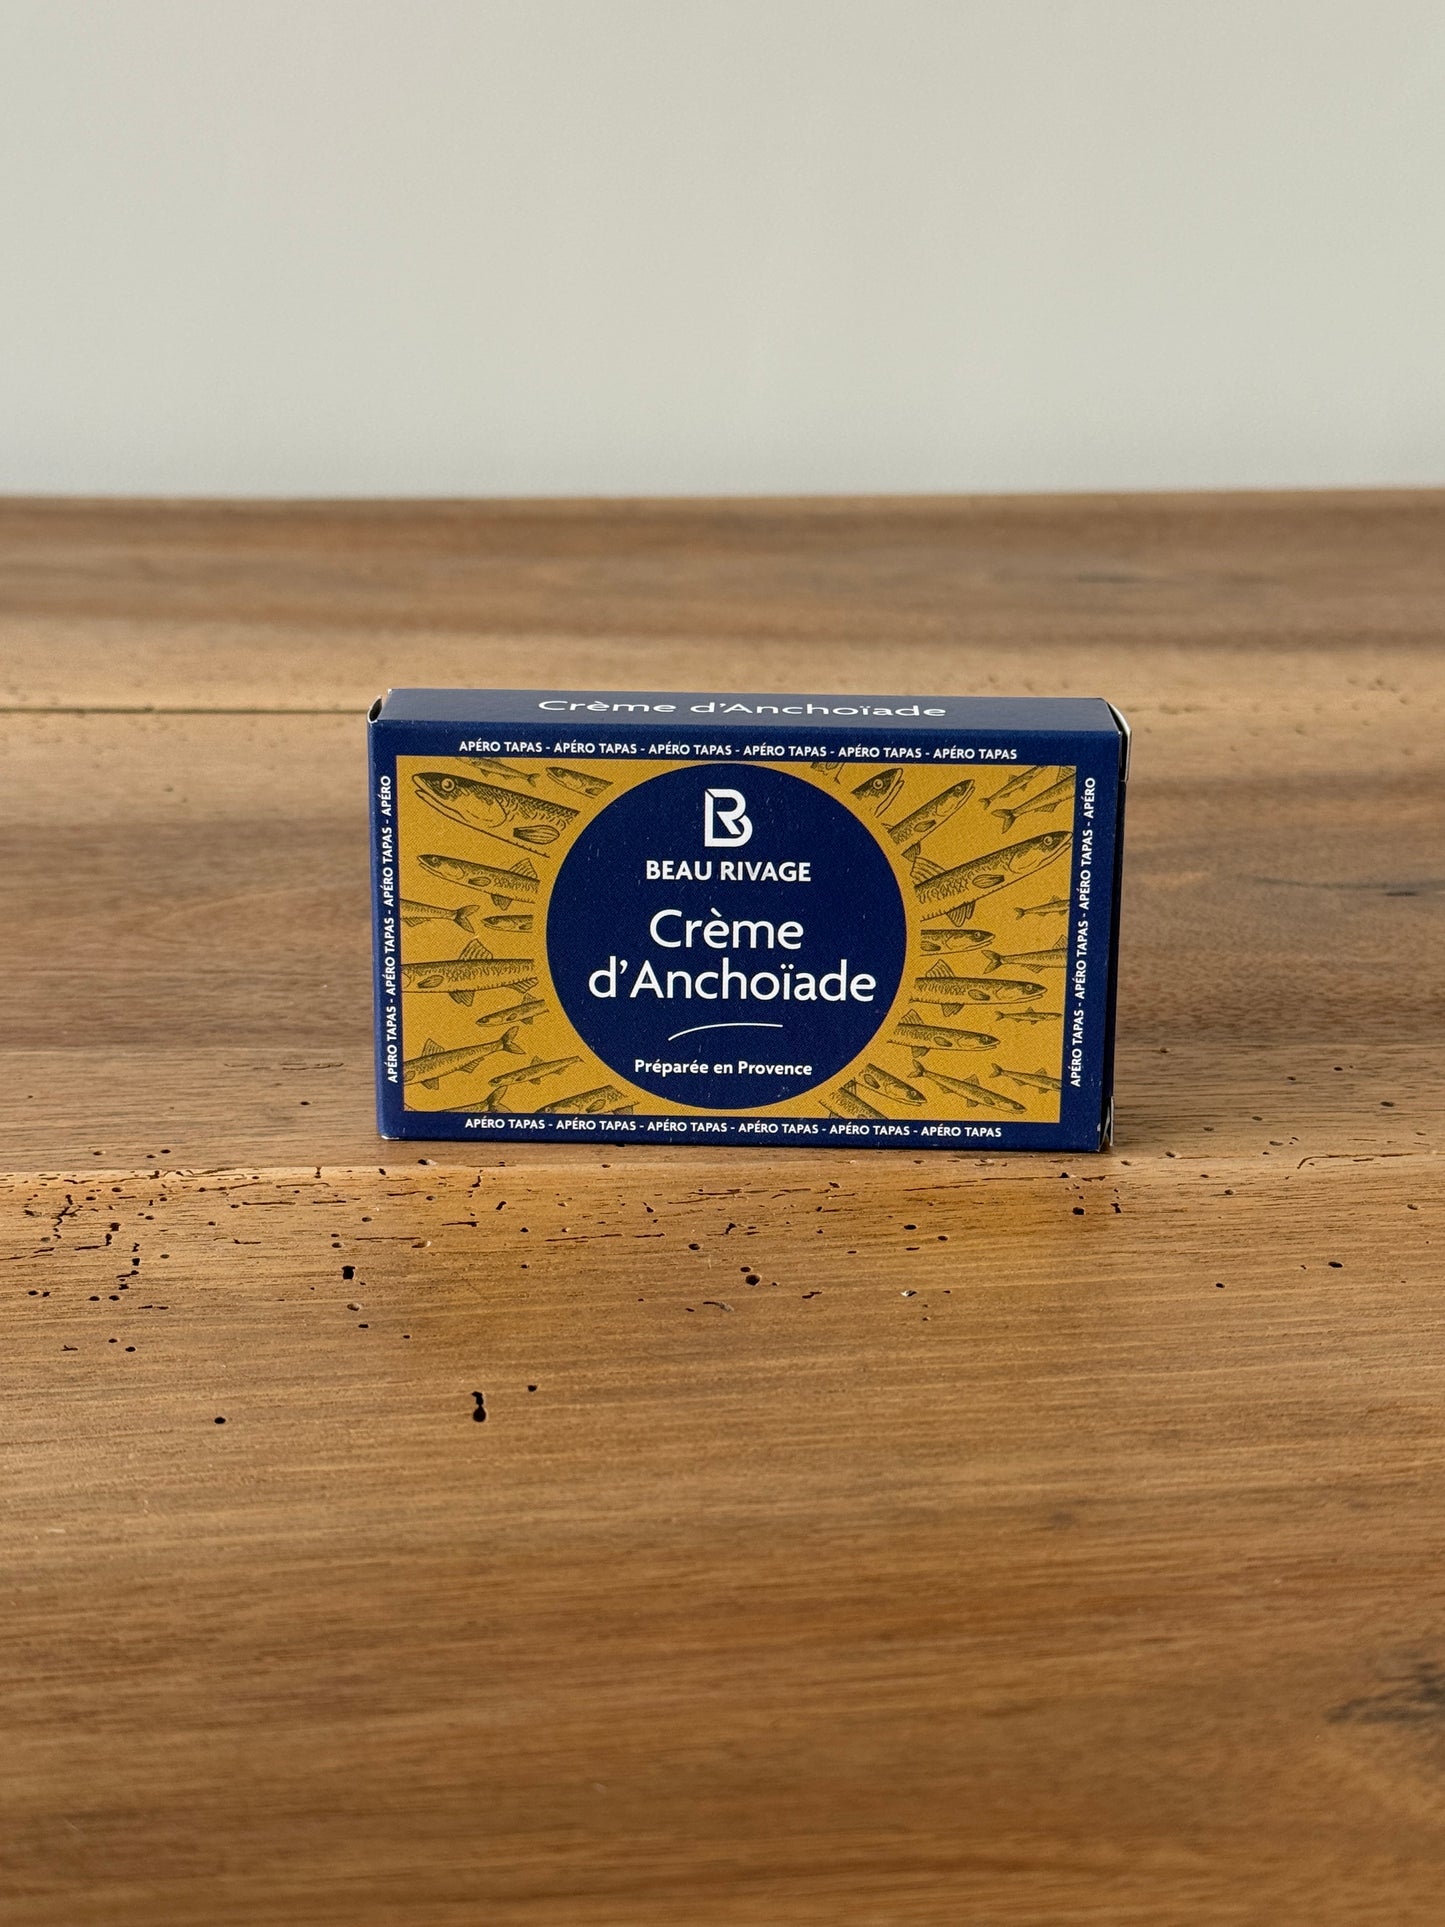 Crème d'Anchoïade
APÉRO TAPAS - APÉRO TAPAS - APÉRO TAPAS - APÉRO TAPAS - APÉRO TAPAS - APÉRO TAPAS
APÉRO TAPAS - APÉRO TAPAS - APÉRO TAPAS - APÉRO
BR
BEAU RIVAGE
Crème
d'Anchoïade
Préparée en Provence
APÉRO TAPAS - APÉRO TAPAS - APÉRO TAPAS - APÉRO
APÉRO TAPAS - APÉRO TAPAS - APÉRO TAPAS - APÉRO TAPAS - APÉRO TAPAS - APÉRO TAPAS